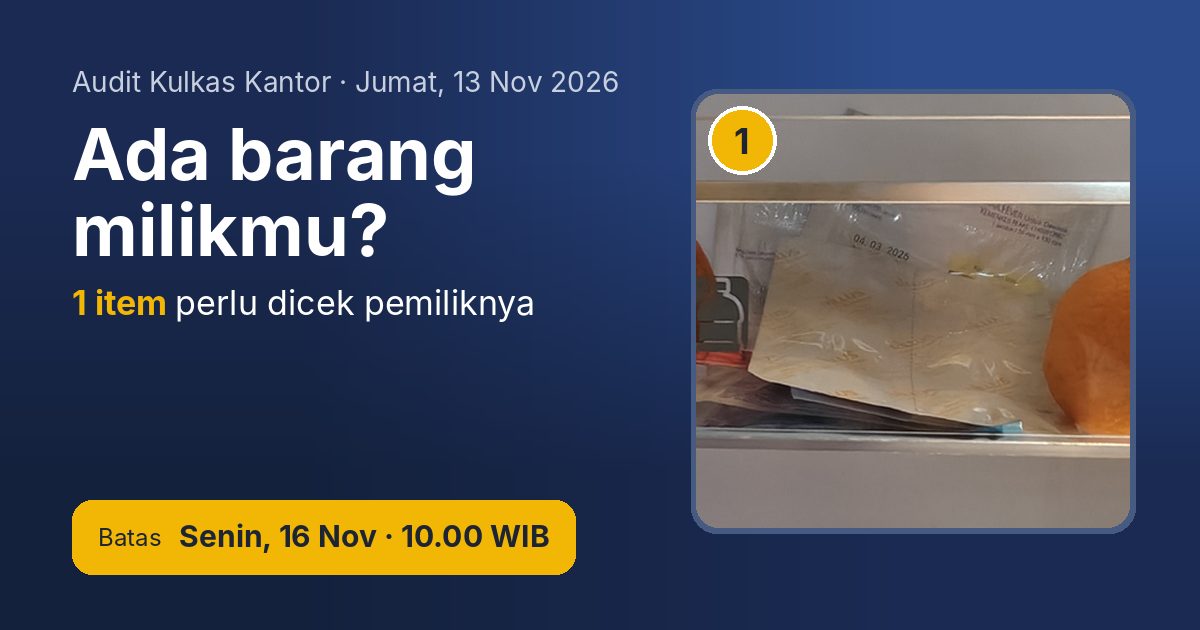 Audit Kulkas Kantor · Jumat, 13 Nov 2026
Ada barang
milikmu?
1 item perlu dicek pemiliknya
Batas Senin, 16 Nov · 10.00 WIB
1
04. 03 2026